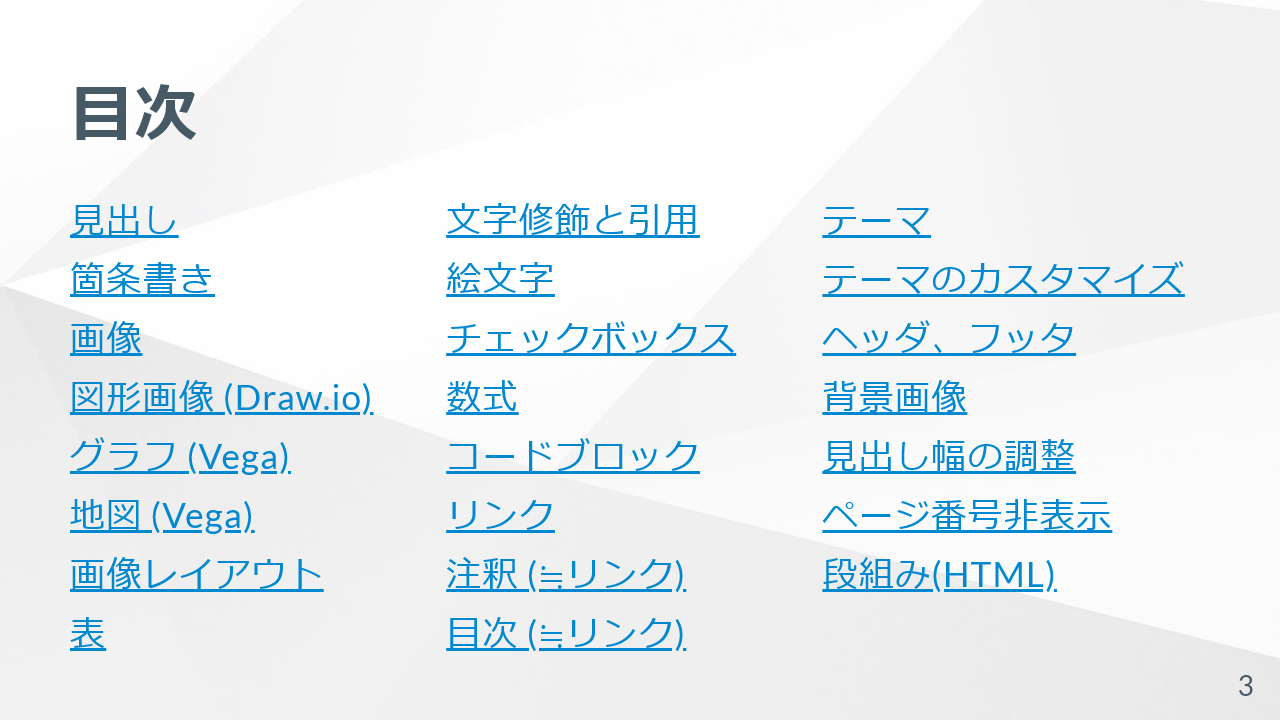 目次
見出し
箇条書き
画像
図形画像 (Draw.io)
グラフ (Vega)
地図 (Vega)
画像レイアウト
表
文字修飾と引用
絵文字
チェックボックス
数式
コードブロック
リンク
注釈 (≒リンク)
目次 (≒リンク)
テーマ
テーマのカスタマイズ
ヘッダ、フッタ
背景画像
見出し幅の調整
ページ番号非表示
段組み(HTML)
3